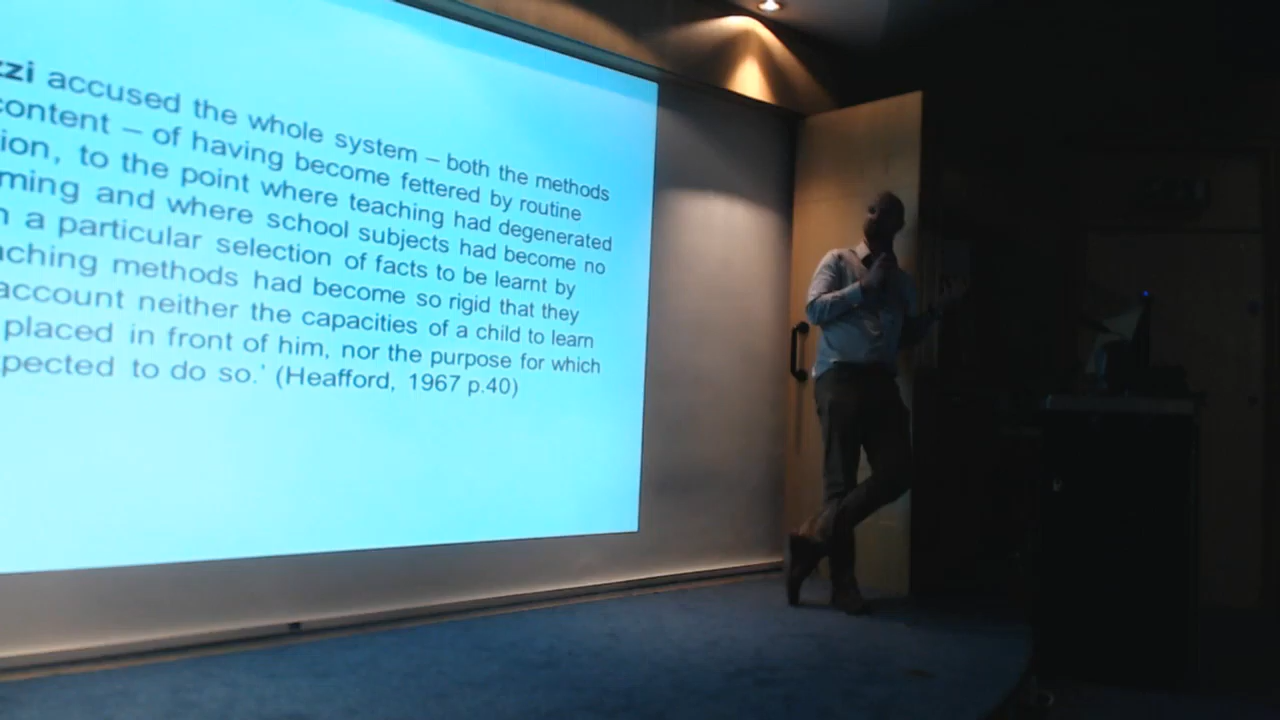 zzi accused the whole system – both the methods
content – of having become fettered by routine
ion, to the point where teaching had degenerated
ming and where school subjects had become no
n a particular selection of facts to be learnt by
aching methods had become so rigid that they
account neither the capacities of a child to learn
placed in front of him, nor the purpose for which
pected to do so.' (Heafford, 1967 p.40)